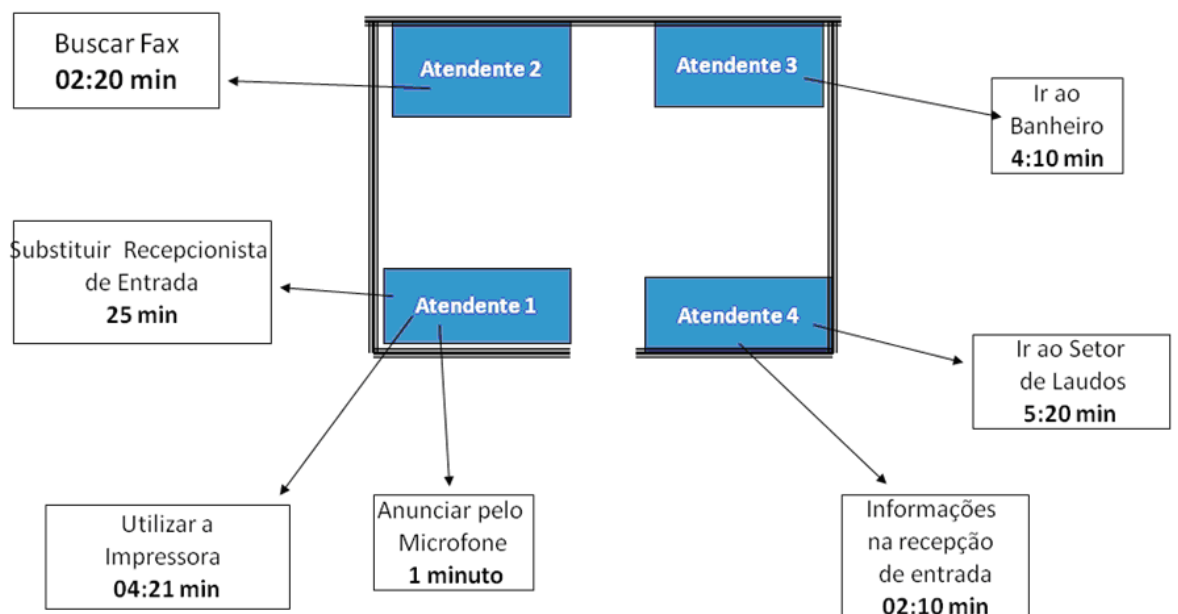 Buscar Fax
02:20 min
Atendente 2
Atendente 3
Ir ao
Banheiro
4:10 min
Substituir Recepcionista
de Entrada
25 min
Atendente 1
Atendente 4
Ir ao Setor
de Laudos
5:20 min
Utilizar a
Impressora
04:21 min
Anunciar pelo
Microfone
1 minuto
Informações
na recepção
de entrada
02:10 min